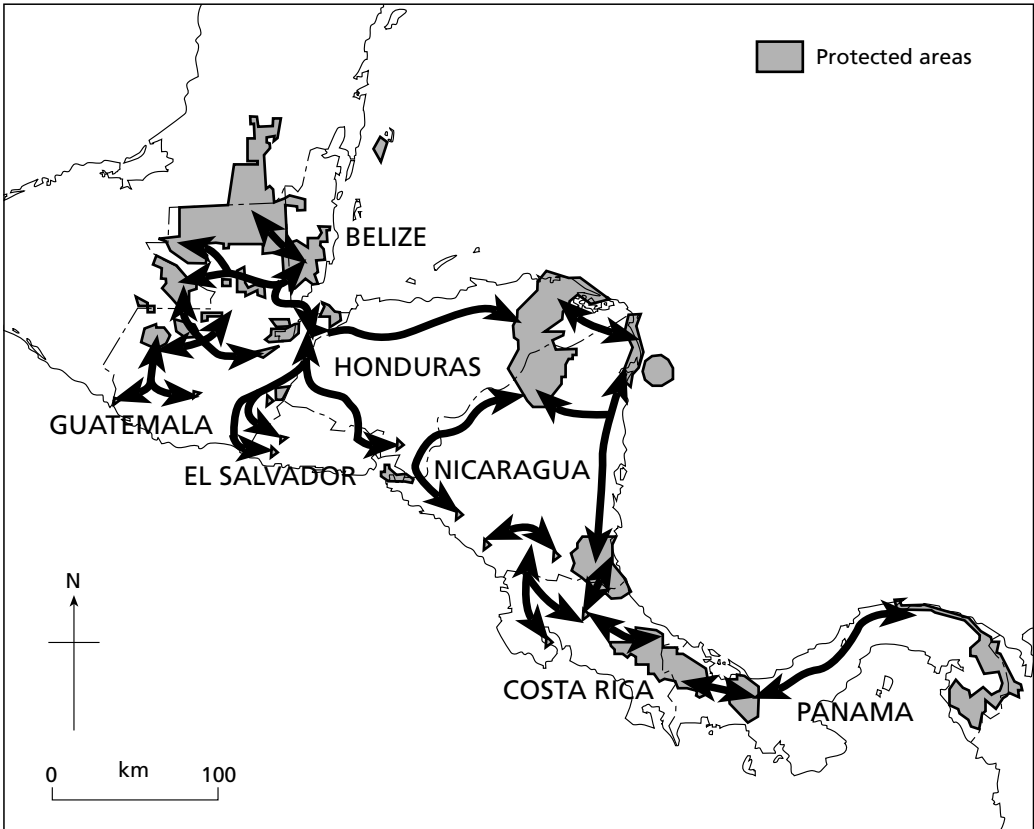 Protected areas
BELIZE
HONDURAS
GUATEMALA
EL SALVADOR
NICARAGUA
N
COSTA RICA
PANAMA
0 km 100